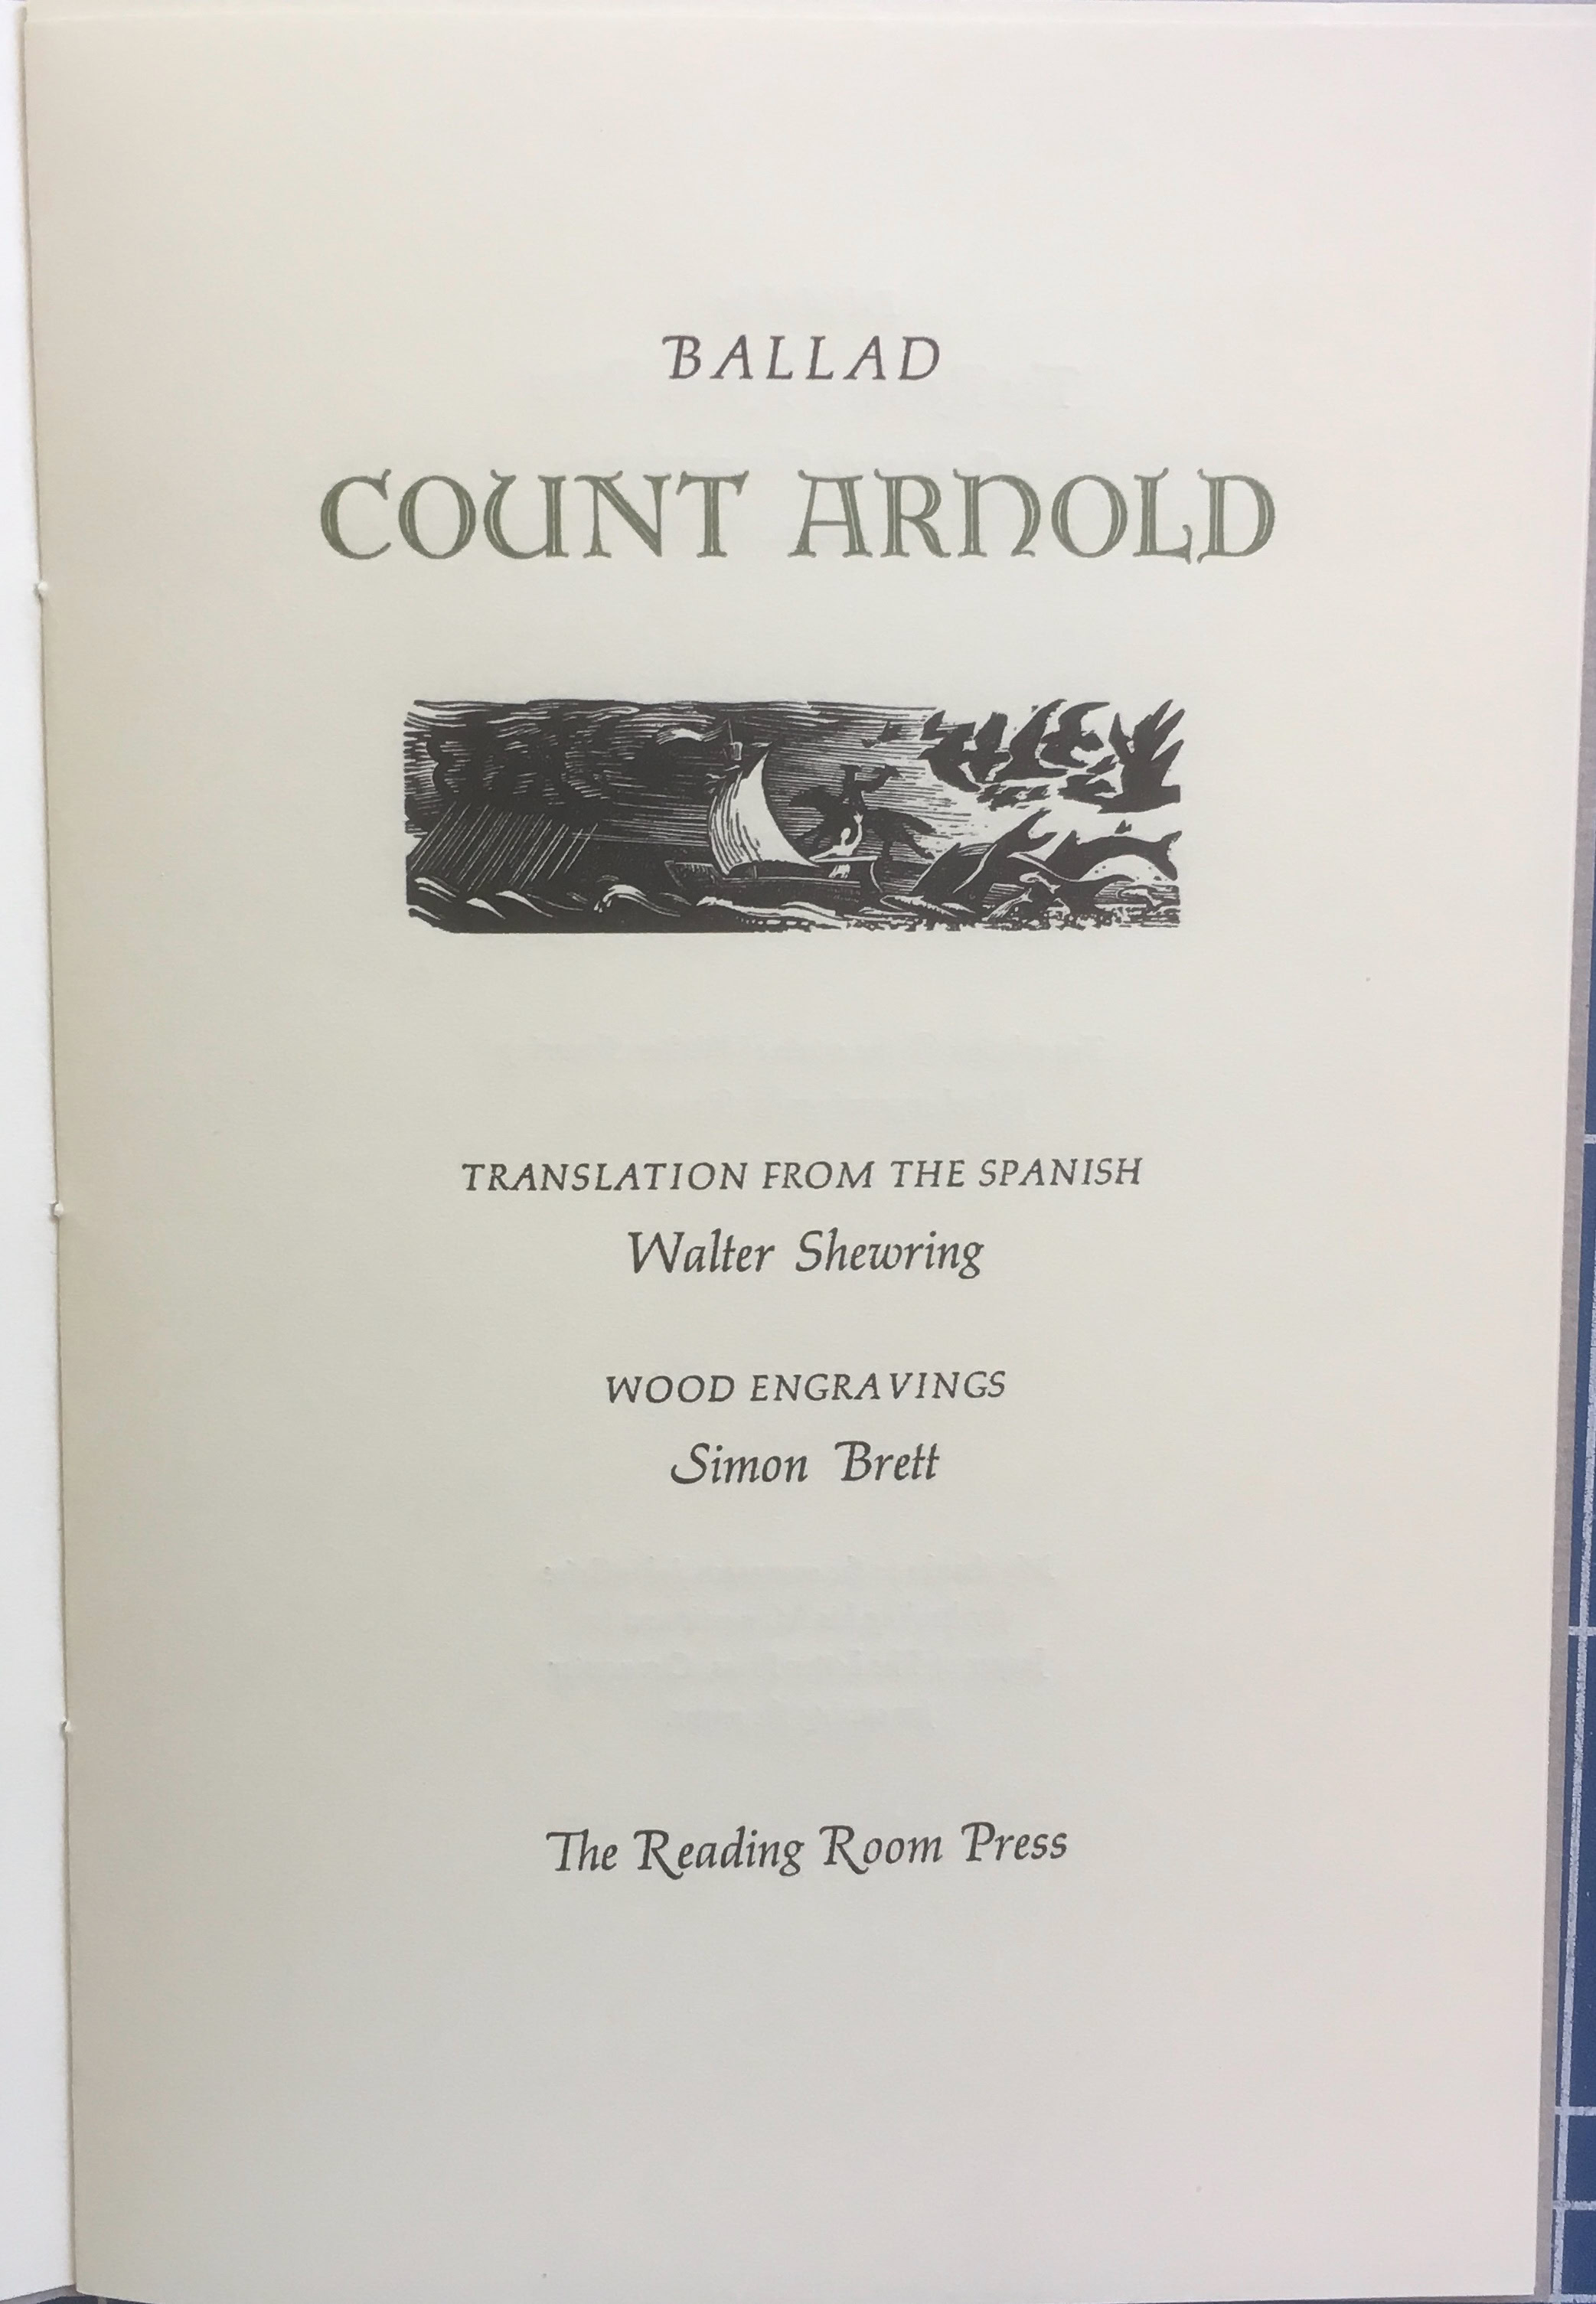 BALLAD
COUNT ARNOLD
TRANSLATION FROM THE SPANISH
Walter Shewring
WOOD ENGRAVINGS
Simon Brett
The Reading Room Press